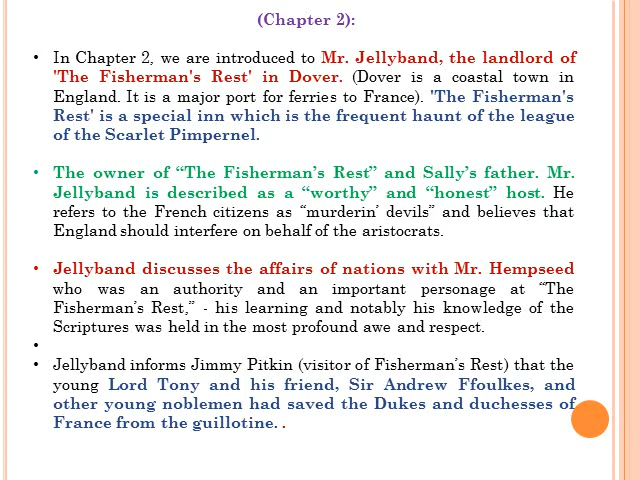 (Chapter 2):
• In Chapter 2, we are introduced to Mr. Jellyband, the landlord of
'The Fisherman's Rest' in Dover. (Dover is a coastal town in
England. It is a major port for ferries to France). 'The Fisherman's
Rest' is a special inn which is the frequent haunt of the league
of the Scarlet Pimpernel.
• The owner of “The Fisherman’s Rest” and Sally’s father. Mr.
Jellyband is described as a “worthy” and “honest” host. He
refers to the French citizens as “murderin’ devils” and believes that
England should interfere on behalf of the aristocrats.
• Jellyband discusses the affairs of nations with Mr. Hempseed
who was an authority and an important personage at “The
Fisherman’s Rest,” - his learning and notably his knowledge of the
Scriptures was held in the most profound awe and respect.
•
• Jellyband informs Jimmy Pitkin (visitor of Fisherman’s Rest) that the
young Lord Tony and his friend, Sir Andrew Ffoulkes, and
other young noblemen had saved the Dukes and duchesses of
France from the guillotine. .